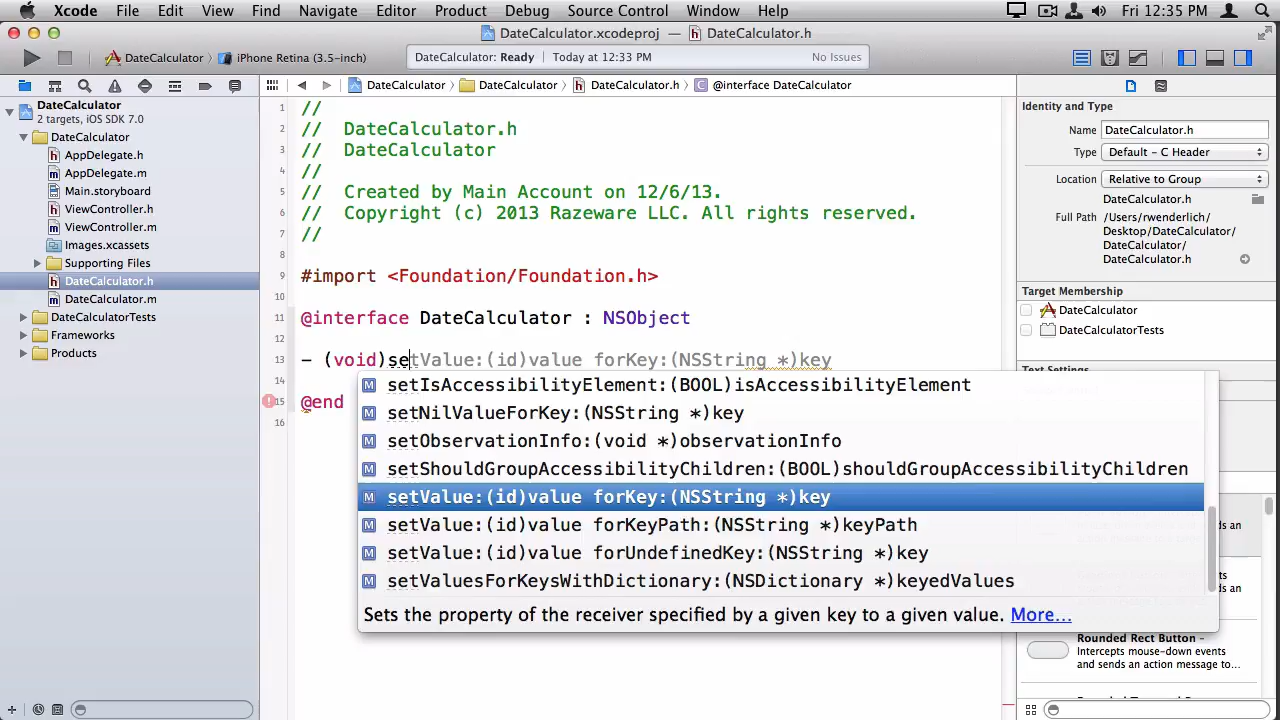 Xcode File Edit View Find Navigate Editor Product Debug Source Control Window Help Fri 12:35 PM
DateCalculator.xcodeproj — DateCalculator.h
DateCalculator iPhone Retina (3.5-inch) DateCalculator: Ready Today at 12:33 PM No Issues
DateCalculator DateCalculator DateCalculator.h @interface DateCalculator
DateCalculator
2 targets, iOS SDK 7.0
DateCalculator
AppDelegate.h
AppDelegate.m
Main.storyboard
ViewController.h
ViewController.m
Images.xcassets
Supporting Files
DateCalculator.h
DateCalculator.m
DateCalculatorTests
Frameworks
Products
1 //
2 // DateCalculator.h
3 // DateCalculator
4 //
5 // Created by Main Account on 12/6/13.
6 // Copyright (c) 2013 Razeware LLC. All rights reserved.
7 //
8
9 #import <Foundation/Foundation.h>
10
11 @interface DateCalculator : NSObject
12
13 - (void)setValue:(id)value forKey:(NSString *)key
14
15 @end
16
setIsAccessibilityElement:(BOOL)isAccessibilityElement
setNilValueForKey:(NSString *)key
setObservationInfo:(void *)observationInfo
setShouldGroupAccessibilityChildren:(BOOL)shouldGroupAccessibilityChildren
setValue:(id)value forKey:(NSString *)key
setValue:(id)value forKeyPath:(NSString *)keyPath
setValue:(id)value forUndefinedKey:(NSString *)key
setValuesForKeysWithDictionary:(NSDictionary *)keyedValues
Sets the property of the receiver specified by a given key to a given value. More...
Identity and Type
Name DateCalculator.h
Type Default - C Header
Location Relative to Group
DateCalculator.h
Full Path /Users/rwenderlich/
Desktop/DateCalculator/
DateCalculator/
DateCalculator.h
Target Membership
DateCalculator
DateCalculatorTests
Text Settings
Rounded Rect Button -
Intercepts mouse-down events
and sends an action message to...